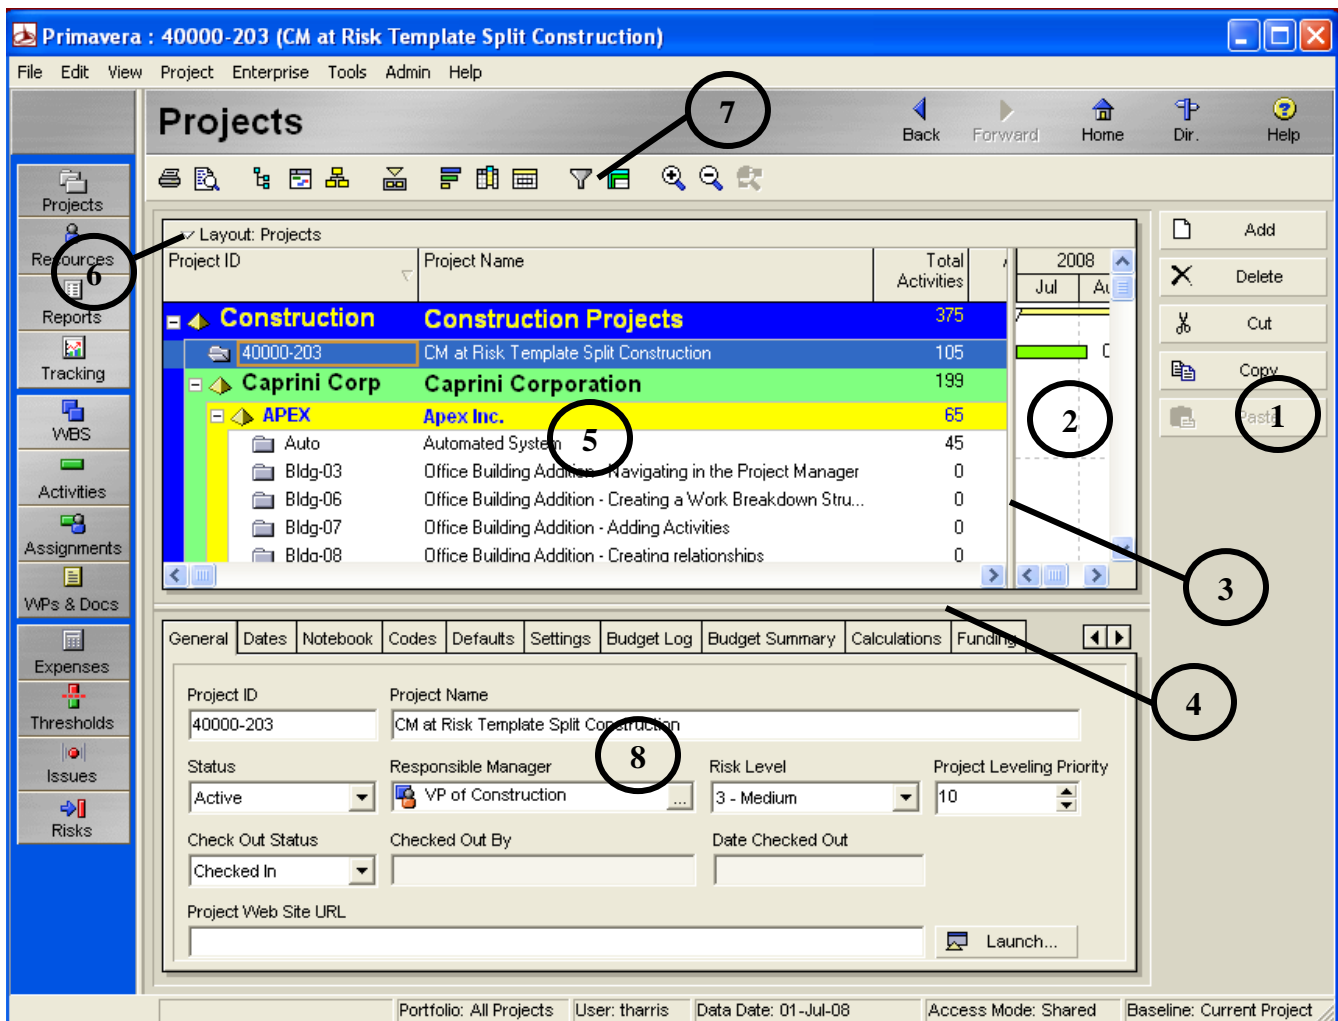 Primavera : 40000-203 (CM at Risk Template Split Construction)
File Edit View Project Enterprise Tools Admin Help
Projects
7
Back Forward Home Dir. Help
Projects
Resources
Reports
Tracking
WBS
Activities
Assignments
WPs & Docs
Expenses
Thresholds
Issues
Risks
6
Layout: Projects
Project ID Project Name Total Activities
2008
Jul
Construction Construction Projects 375
40000-203 CM at Risk Template Split Construction 105
Caprini Corp Caprini Corporation 199
APEX Apex Inc. 65
Auto Automated System 45
Bldg-03 Office Building Addition - Navigating in the Project Manager 0
Bldg-06 Office Building Addition - Creating a Work Breakdown Stru... 0
Bldg-07 Office Building Addition - Adding Activities 0
Bldg-08 Office Building Addition - Creating relationships 0
5
2
Add
Delete
Cut
Copy
Paste
1
3
4
General Dates Notebook Codes Defaults Settings Budget Log Budget Summary Calculations Funding
Project ID Project Name
40000-203 CM at Risk Template Split Construction
8
Status Responsible Manager Risk Level Project Leveling Priority
Active VP of Construction ... 3 - Medium 10
Check Out Status Checked Out By Date Checked Out
Checked In
Project Web Site URL
Launch...
Portfolio: All Projects User: tharris Data Date: 01-Jul-08 Access Mode: Shared Baseline: Current Project